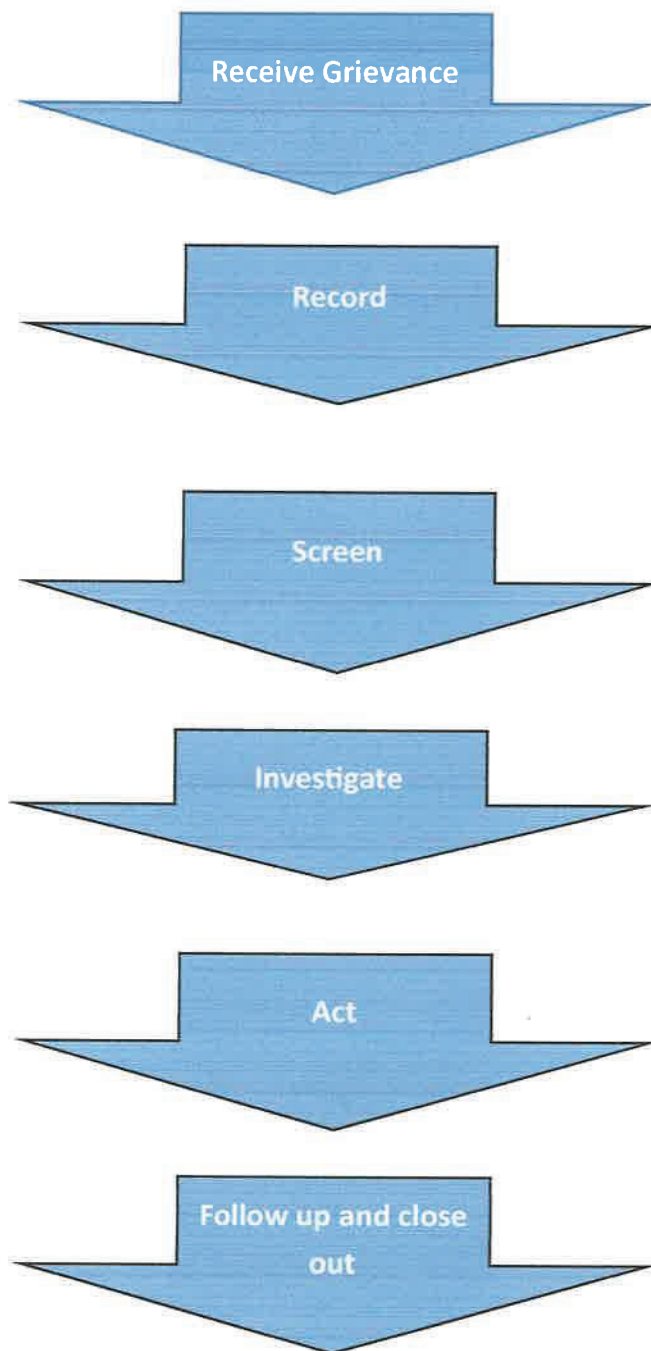 Receive Grievance
Record
Screen
Investigate
Act
Follow up and close
out